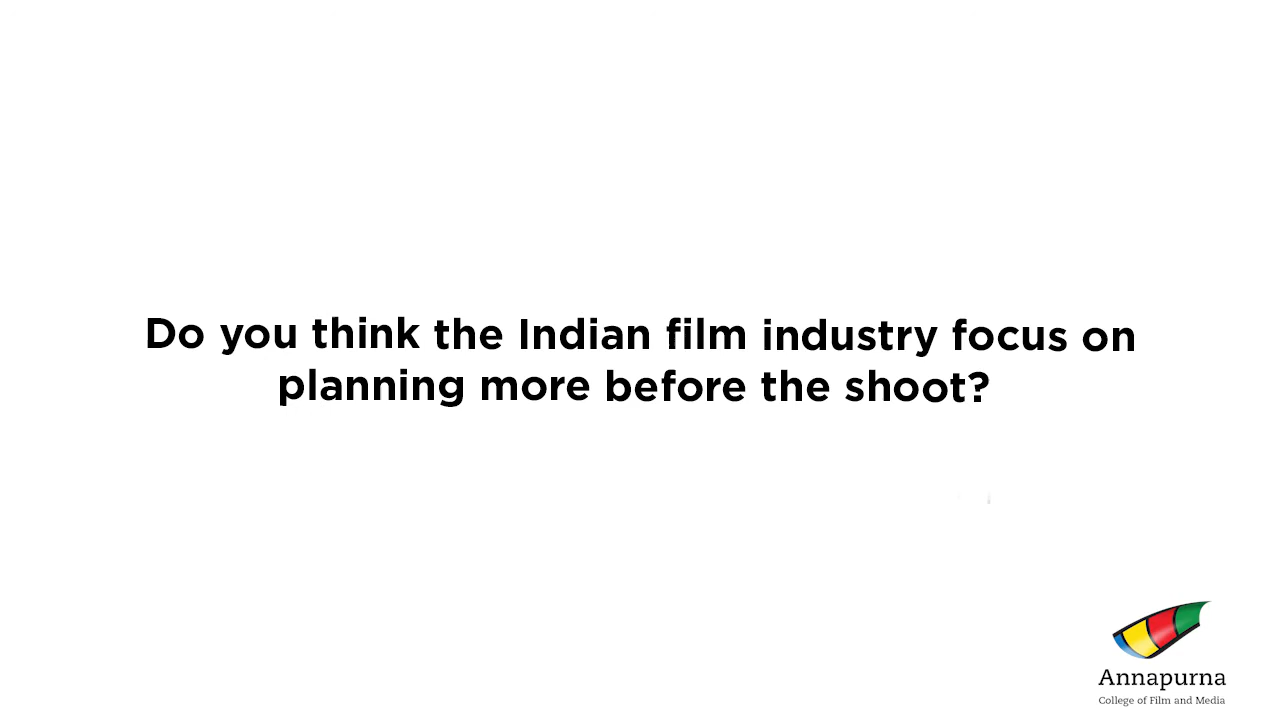 Do you think the Indian film industry focus on
planning more before the shoot?
Annapurna
College of Film and Media